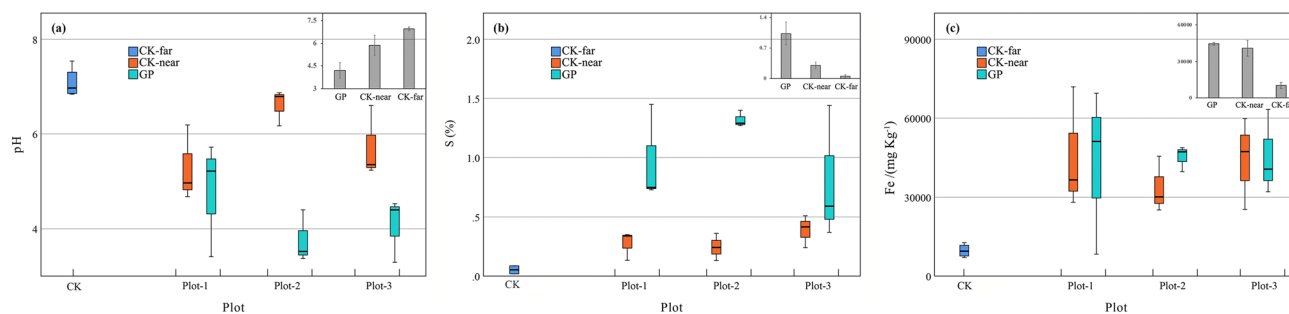 (a)
CK-far
CK-near
GP
7.5
6
4.5
3
GP CK-near CK-far
8
6
4
pH
CK Plot-1 Plot-2 Plot-3
Plot
(b)
CK-far
CK-near
GP
1.4
0.7
0
GP CK-near CK-far
2.0
1.5
1.0
.5
.0
S (%)
CK Plot-1 Plot-2 Plot-3
Plot
(c)
CK-far
CK-near
GP
60000
30000
0
GP CK-near CK-fa
90000
60000
30000
0
Fe /(mg Kg-1)
CK Plot-1 Plot-2 Plot-3
Plot